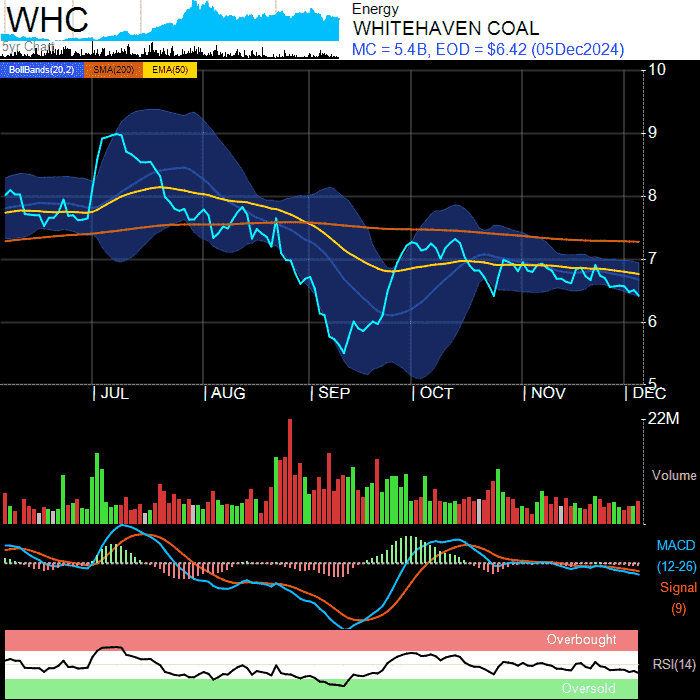 WHC
5yr Chart
Energy
WHITEHAVEN COAL
MC = 5.4B, EOD = $6.42 (05Dec2024)
BollBands(20,2) SMA(200) EMA(50)
10
9
8
7
6
5
| JUL | AUG | SEP | OCT | NOV | DEC
22M
Volume
MACD
(12-26)
Signal
(9)
Overbought
RSI(14)
Oversold